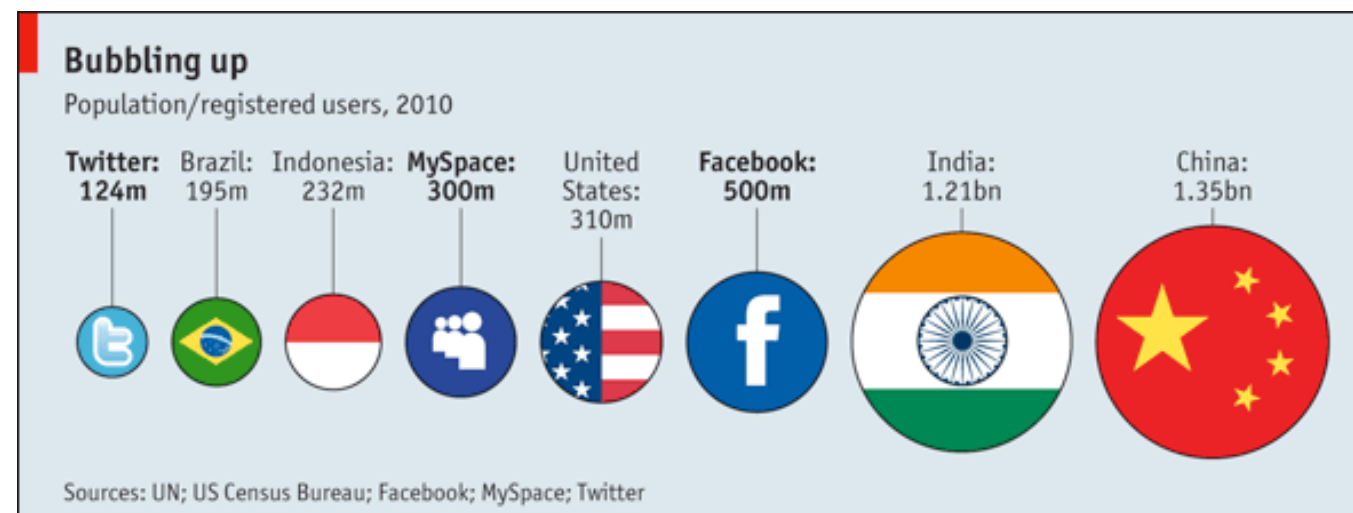 Bubbling up
Population/registered users, 2010
Twitter:
124m
Brazil:
195m
Indonesia:
232m
MySpace:
300m
United
States:
310m
Facebook:
500m
India:
1.21bn
China:
1.35bn
t
f
Sources: UN; US Census Bureau; Facebook; MySpace; Twitter